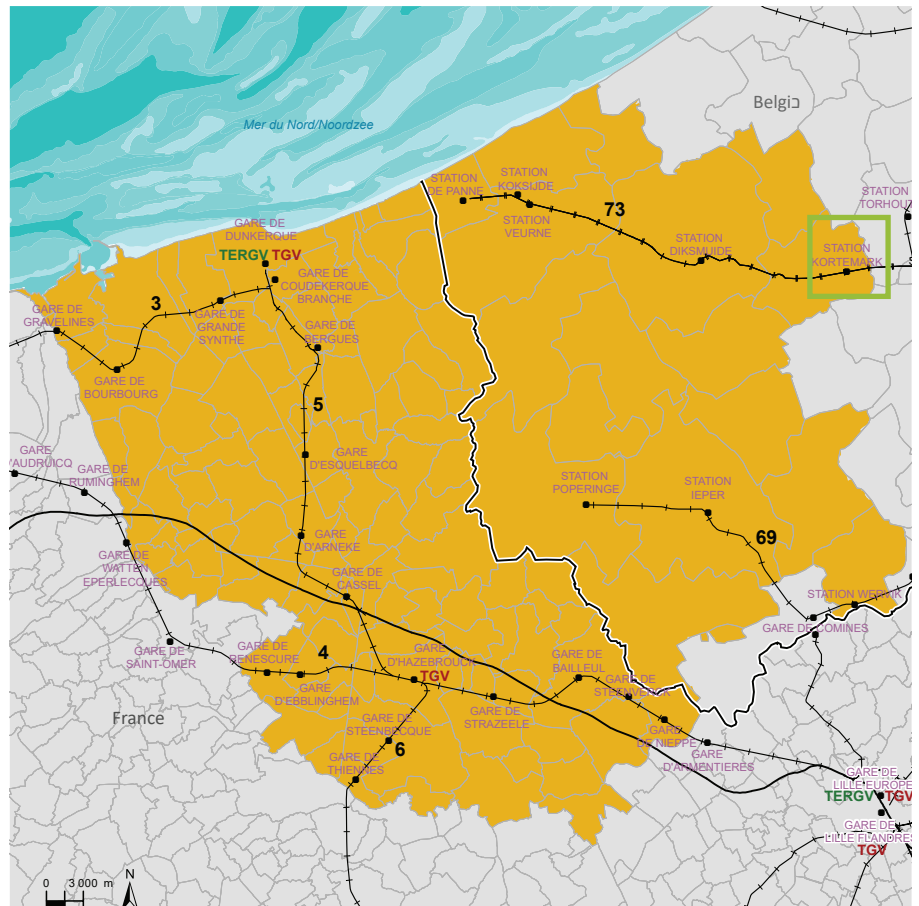 Belgiב
Mer du Nord/Noordzee
STATION
DE PANNE
STATION
KOKSIJDE
STATION
VEURNE
73
STATION
DIKSMUIDE
STATION
TORHOUT
STATION
KORTEMARK
GARE DE
DUNKERQUE
TERGV TGV
GARE DE
COUDEKERQUE
BRANCHE
3
GARE DE
GRAVELINES
GARE DE
GRANDE
SYNTHE
GARE DE
BERGUES
GARE DE
BOURBOURG
5
GARE
D'ESQUELBECQ
GARE
'AUDRUICQ
GARE DE
RUMINGHEM
STATION
POPERINGE
STATION
IEPER
69
GARE
D'ARNEKE
GARE DE
WATTEN
EPERLECQUES
GARE DE
CASSEL
STATION WERVIK
GARE DE COMINES
GARE DE
SAINT-OMER
GARE DE
RENESCURE
4
GARE
D'EBBLINGHEM
GARE
D'HAZEBROUCK
TGV
GARE DE
BAILLEUL
GARE DE
STEENVERCK
GARE DE
STRAZEELE
GARE
DE NIEPPE
GARE
D'ARMENTIERES
France
GARE DE
STEENBECQUE
6
GARE DE
THIENNES
GARE DE
LILLE EUROPE
TERGV TGV
GARE DE
LILLE FLANDRES
TGV
0 3 000 m
N